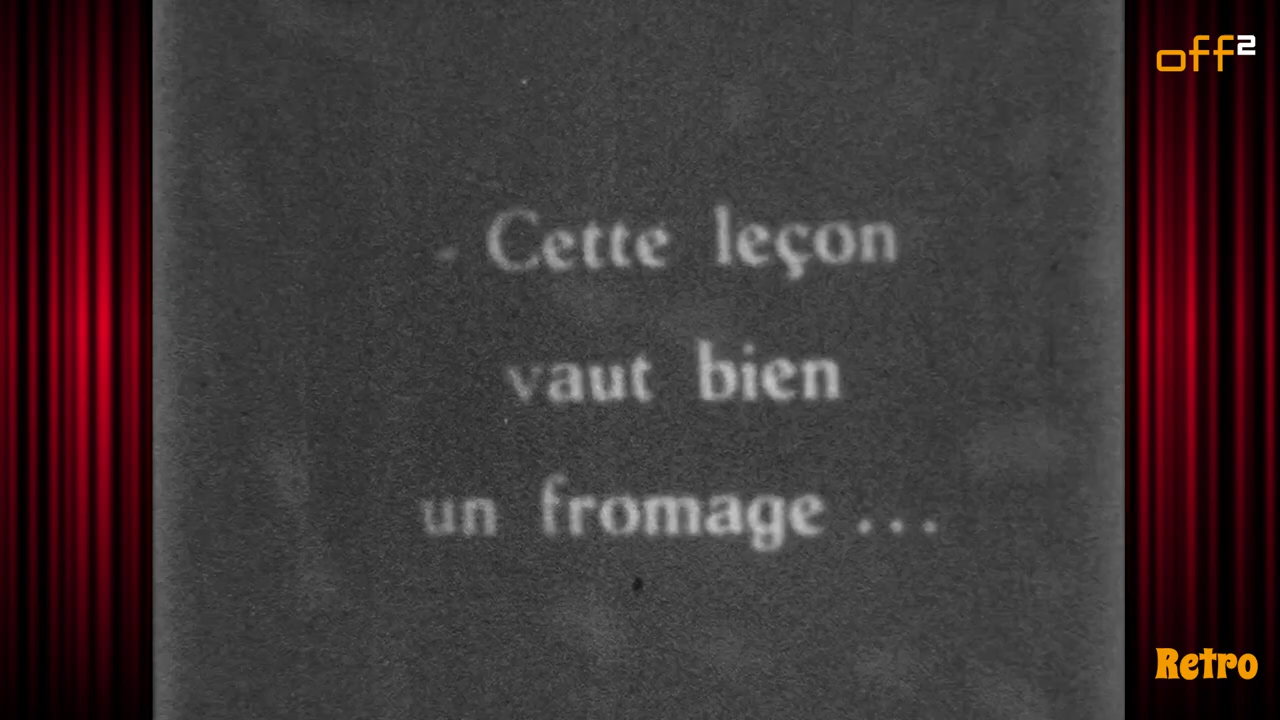 off²
- Cette leçon
vaut bien
un fromage ...
Retro